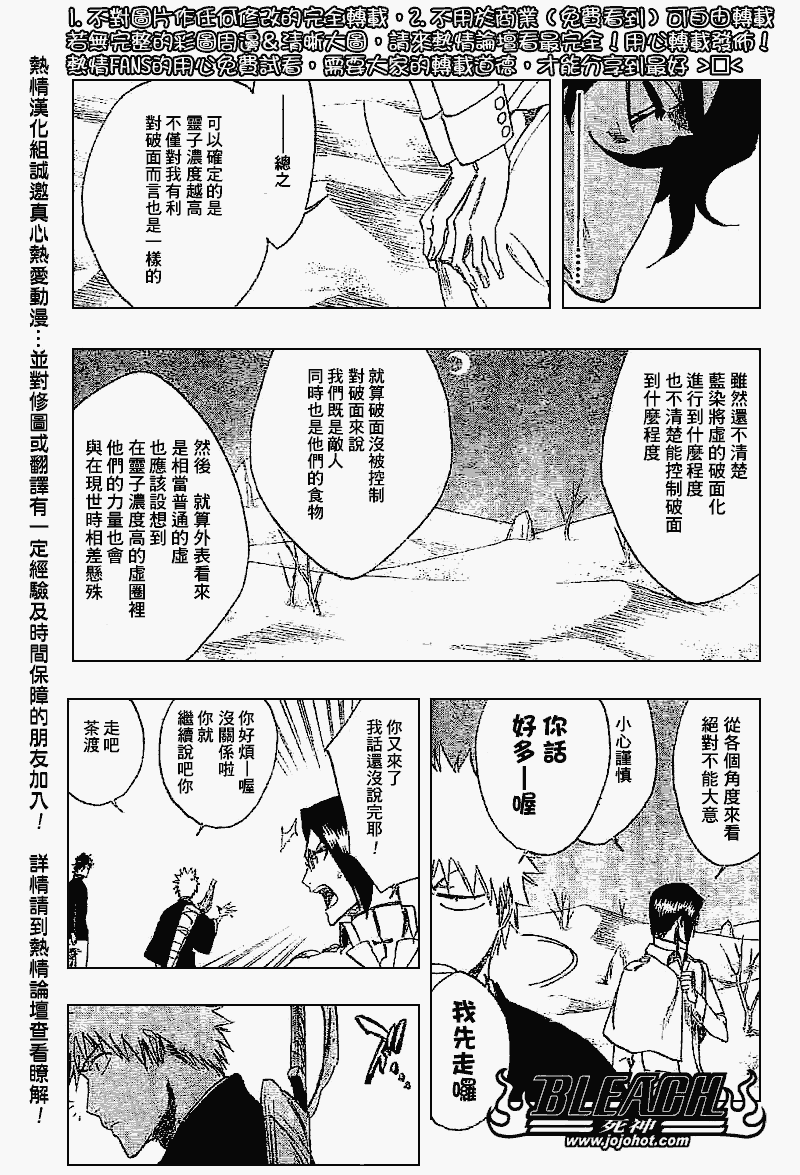 1.不對圖片作任何修改的完全轉載，2.不用於商業（免費看到）可自由轉載
若無完整的彩圖周邊&清晰大圖，請來熱情論壇看最完全！用心轉載發佈！
熱情FANS的用心免費試看，需要大家的轉載道德，才能分享到最好 >口<
熱情漢化組誠邀真心熱愛動漫…並對修圖或翻譯有一定經驗及時間保障的朋友加入！ 詳情請到熱情論壇查看瞭解！
……
——總之
可以確定的是
靈子濃度越高
不僅對我有利
對破面而言也是一樣的
雖然還不清楚
藍染將虛的破面化
進行到什麼程度
也不清楚能控制破面
到什麼程度
就算破面沒被控制
對破面來說
我們既是敵人
同時也是他們的食物
然後 就算外表看來
是相當普通的虛
也應該設想到
在靈子濃度高的虛圈裡
他們的力量也會
與在現世時相差懸殊
從各個角度來看
絕對不能大意
小心謹慎
你話
好多—喔
我先走囉
你又來了
我話還沒說完耶！
你好煩—喔
沒關係啦
你就
繼續說吧你
走吧
茶渡
BLEACH
死神
www.jojohot.com